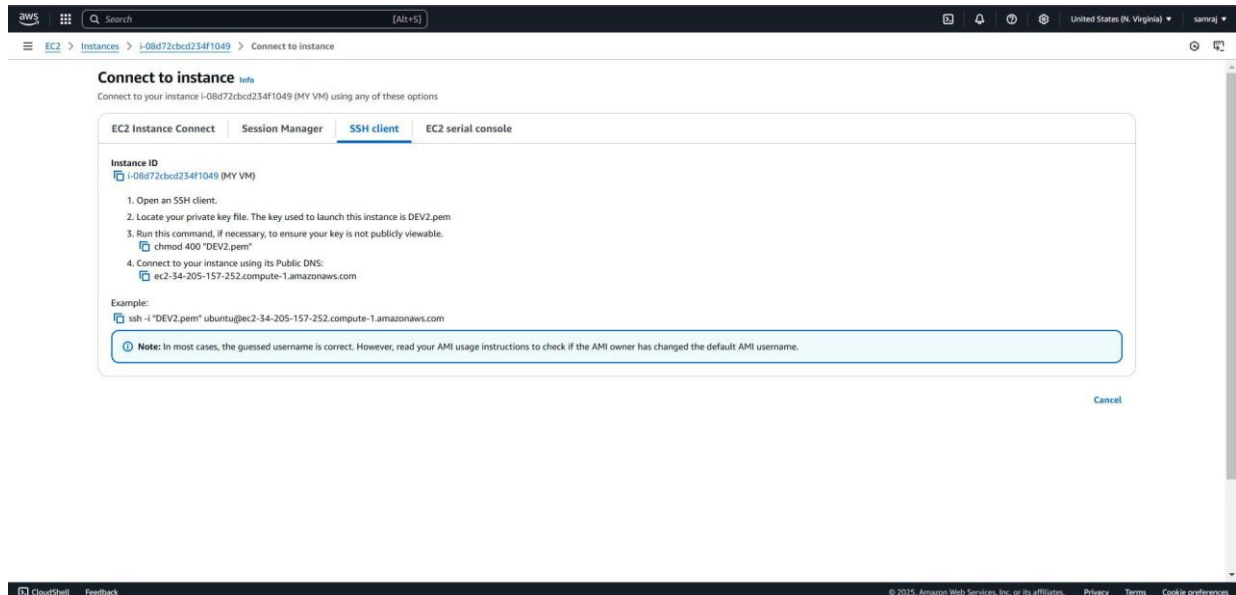 aws
Search [Alt+S]
United States (N. Virginia) samraj
EC2 > Instances > i-08d72cbcd234f1049 > Connect to instance
Connect to instance Info
Connect to your instance i-08d72cbcd234f1049 (MY VM) using any of these options
EC2 Instance Connect Session Manager SSH client EC2 serial console
Instance ID
i-08d72cbcd234f1049 (MY VM)
1. Open an SSH client.
2. Locate your private key file. The key used to launch this instance is DEV2.pem
3. Run this command, if necessary, to ensure your key is not publicly viewable.
chmod 400 "DEV2.pem"
4. Connect to your instance using its Public DNS:
ec2-34-205-157-252.compute-1.amazonaws.com
Example:
ssh -i "DEV2.pem" ubuntu@ec2-34-205-157-252.compute-1.amazonaws.com
Note: In most cases, the guessed username is correct. However, read your AMI usage instructions to check if the AMI owner has changed the default AMI username.
Cancel
CloudShell Feedback © 2025, Amazon Web Services, Inc. or its affiliates. Privacy Terms Cookie preferences